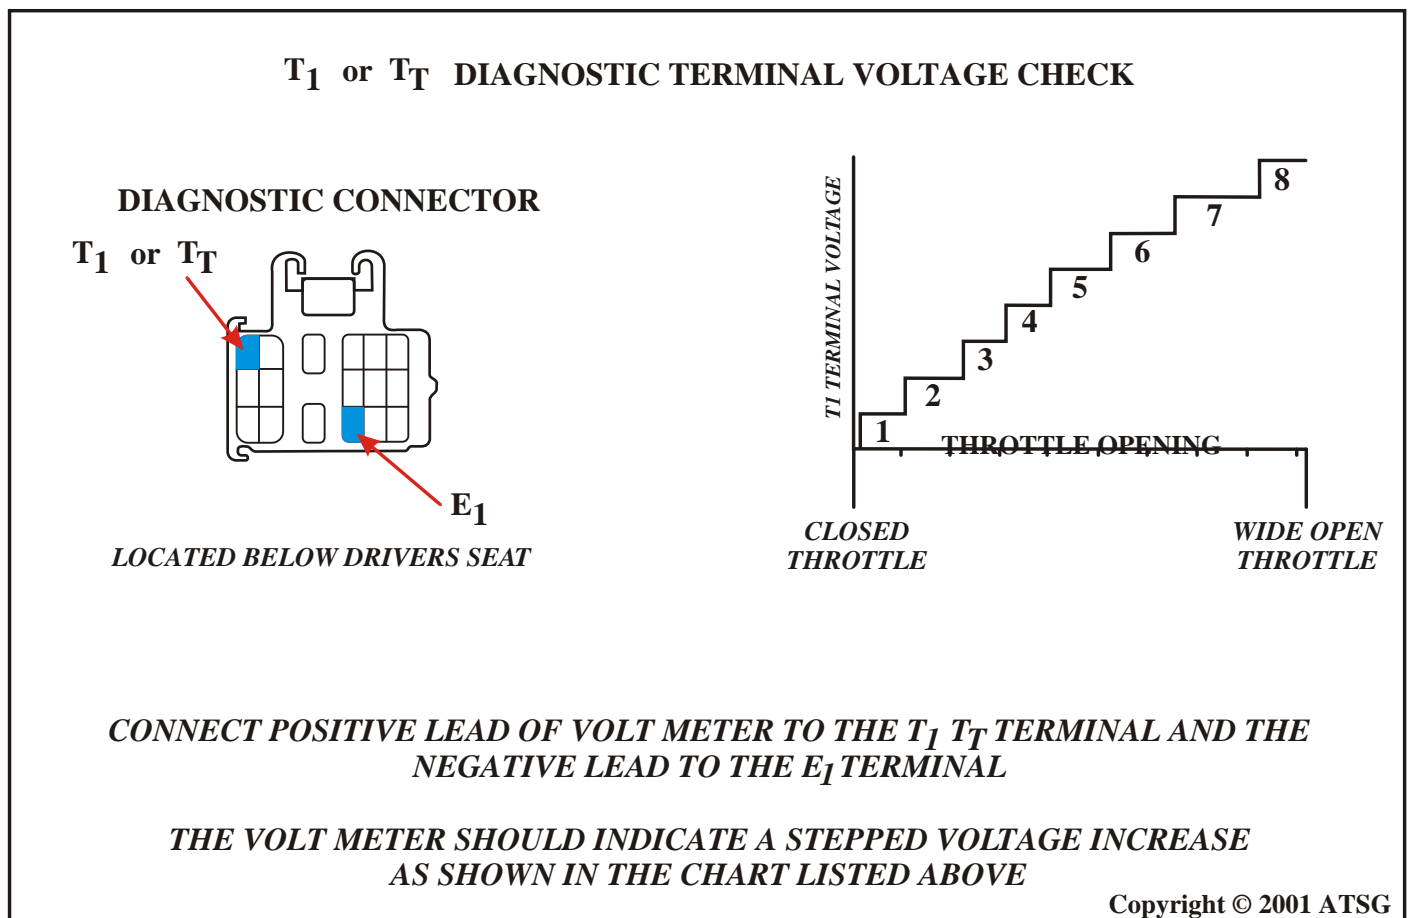 T1 or TT DIAGNOSTIC TERMINAL VOLTAGE CHECK
DIAGNOSTIC CONNECTOR
T1 or TT
E1
LOCATED BELOW DRIVERS SEAT
T1 TERMINAL VOLTAGE
1
2
3
4
5
6
7
8
THROTTLE OPENING
CLOSED
THROTTLE
WIDE OPEN
THROTTLE
CONNECT POSITIVE LEAD OF VOLT METER TO THE T1 TT TERMINAL AND THE
NEGATIVE LEAD TO THE E1 TERMINAL
THE VOLT METER SHOULD INDICATE A STEPPED VOLTAGE INCREASE
AS SHOWN IN THE CHART LISTED ABOVE
Copyright © 2001 ATSG